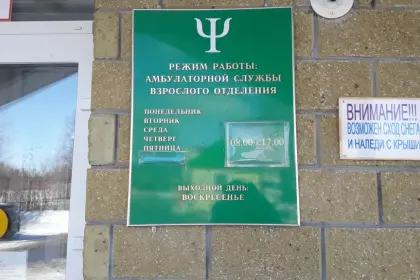 Ψ
РЕЖИМ РАБОТЫ:
АМБУЛАТОРНОЙ СЛУЖБЫ
ВЗРОСЛОГО ОТДЕЛЕНИЯ
ПОНЕДЕЛЬНИК
ВТОРНИК
СРЕДА
ЧЕТВЕРГ
ПЯТНИЦА
08.00 - 17.00
ВЫХОДНОЙ ДЕНЬ:
ВОСКРЕСЕНЬЕ
ВНИМАНИЕ!!!
ВОЗМОЖЕН СХОД СНЕГА
И НАЛЕДИ С КРЫШИ